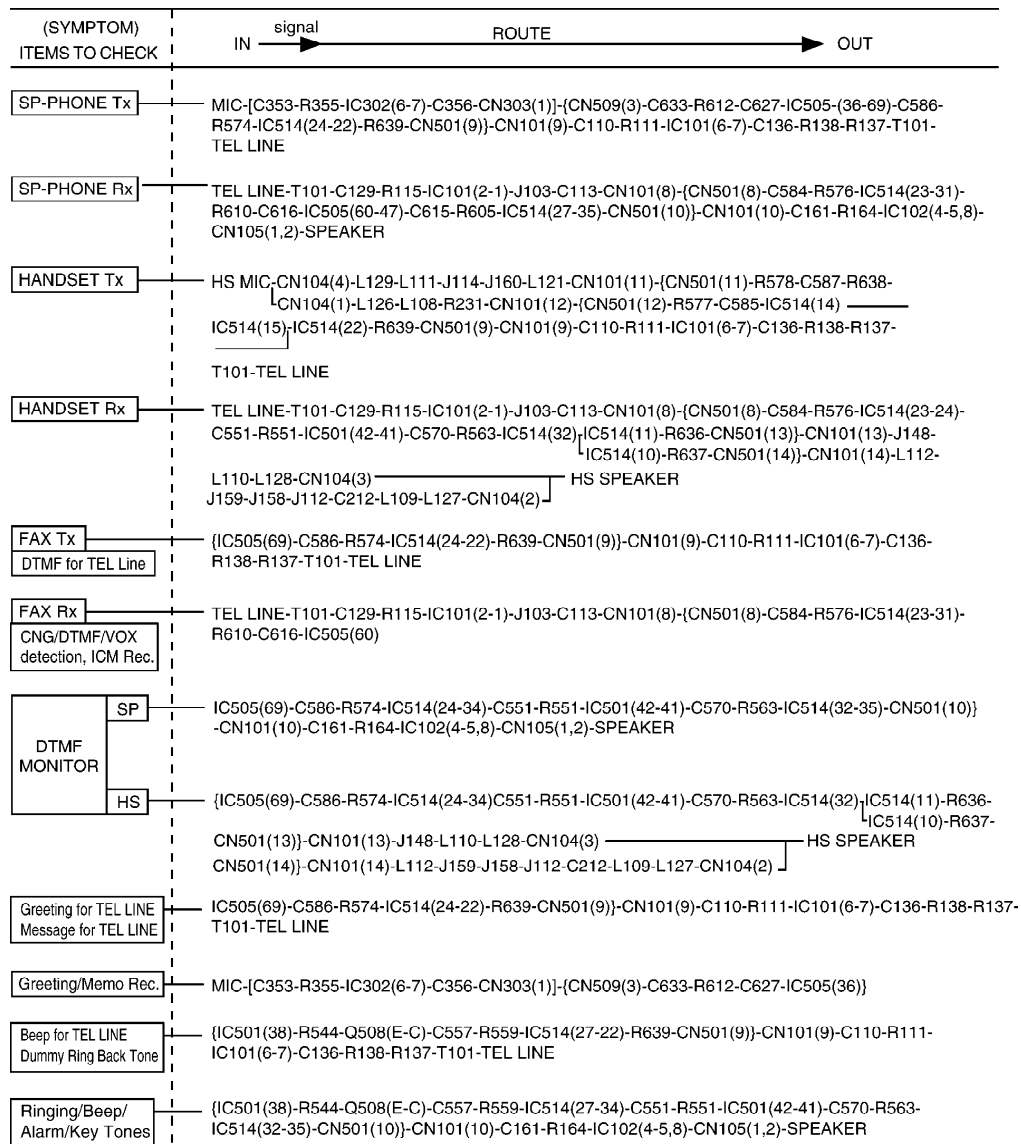 (SYMPTOM)
ITEMS TO CHECK
signal
IN
ROUTE
OUT
SP-PHONE Tx
MIC-[C353-R355-IC302(6-7)-C356-CN303(1)]-{CN509(3)-C633-R612-C627-IC505-(36-69)-C586-
R574-IC514(24-22)-R639-CN501(9)}-CN101(9)-C110-R111-IC101(6-7)-C136-R138-R137-T101-
TEL LINE
SP-PHONE Rx
TEL LINE-T101-C129-R115-IC101(2-1)-J103-C113-CN101(8)-{CN501(8)-C584-R576-IC514(23-31)-
R610-C616-IC505(60-47)-C615-R605-IC514(27-35)-CN501(10)}-CN101(10)-C161-R164-IC102(4-5,8)-
CN105(1,2)-SPEAKER
HANDSET Tx
HS MIC-CN104(4)-L129-L111-J114-J160-L121-CN101(11)-{CN501(11)-R578-C587-R638-
CN104(1)-L126-L108-R231-CN101(12)-{CN501(12)-R577-C585-IC514(14)
IC514(15)-IC514(22)-R639-CN501(9)-CN101(9)-C110-R111-IC101(6-7)-C136-R138-R137-
T101-TEL LINE
HANDSET Rx
TEL LINE-T101-C129-R115-IC101(2-1)-J103-C113-CN101(8)-{CN501(8)-C584-R576-IC514(23-24)-
C551-R551-IC501(42-41)-C570-R563-IC514(32)-IC514(11)-R636-CN501(13)}-CN101(13)-J148-
IC514(10)-R637-CN501(14)}-CN101(14)-L112-
L110-L128-CN104(3)
HS SPEAKER
J159-J158-J112-C212-L109-L127-CN104(2)
FAX Tx
DTMF for TEL Line
{IC505(69)-C586-R574-IC514(24-22)-R639-CN501(9)}-CN101(9)-C110-R111-IC101(6-7)-C136-
R138-R137-T101-TEL LINE
FAX Rx
CNG/DTMF/VOX
detection, ICM Rec.
TEL LINE-T101-C129-R115-IC101(2-1)-J103-C113-CN101(8)-{CN501(8)-C584-R576-IC514(23-31)-
R610-C616-IC505(60)
DTMF
MONITOR
SP
IC505(69)-C586-R574-IC514(24-34)-C551-R551-IC501(42-41)-C570-R563-IC514(32-35)-CN501(10)}
-CN101(10)-C161-R164-IC102(4-5,8)-CN105(1,2)-SPEAKER
HS
{IC505(69)-C586-R574-IC514(24-34)C551-R551-IC501(42-41)-C570-R563-IC514(32)-IC514(11)-R636-
IC514(10)-R637-
CN501(13)}-CN101(13)-J148-L110-L128-CN104(3)
HS SPEAKER
CN501(14)}-CN101(14)-L112-J159-J158-J112-C212-L109-L127-CN104(2)
Greeting for TEL LINE
Message for TEL LINE
IC505(69)-C586-R574-IC514(24-22)-R639-CN501(9)}-CN101(9)-C110-R111-IC101(6-7)-C136-R138-R137-
T101-TEL LINE
Greeting/Memo Rec.
MIC-[C353-R355-IC302(6-7)-C356-CN303(1)]-{CN509(3)-C633-R612-C627-IC505(36)}
Beep for TEL LINE
Dummy Ring Back Tone
{IC501(38)-R544-Q508(E-C)-C557-R559-IC514(27-22)-R639-CN501(9)}-CN101(9)-C110-R111-
IC101(6-7)-C136-R138-R137-T101-TEL LINE
Ringing/Beep/
Alarm/Key Tones
{IC501(38)-R544-Q508(E-C)-C557-R559-IC514(27-34)-C551-R551-IC501(42-41)-C570-R563-
IC514(32-35)-CN501(10)}-CN101(10)-C161-R164-IC102(4-5,8)-CN105(1,2)-SPEAKER